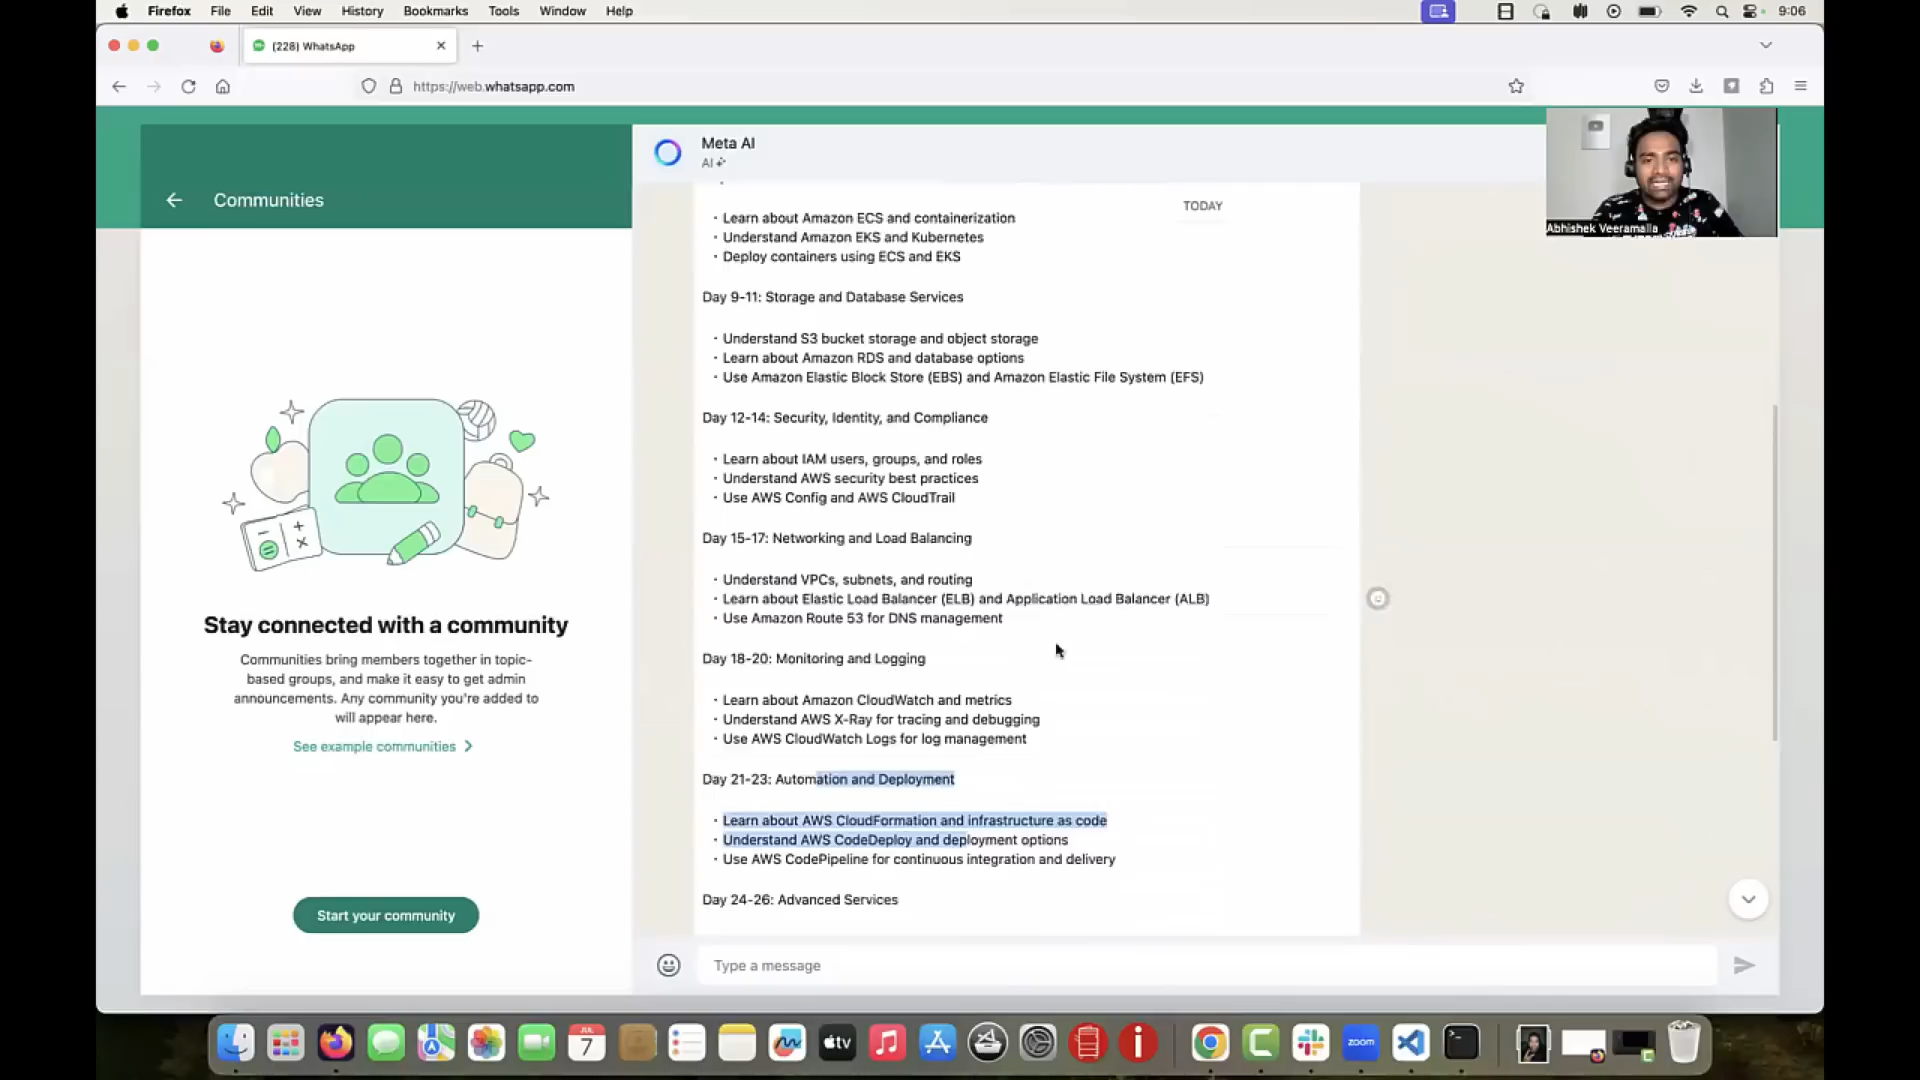 Firefox File Edit View History Bookmarks Tools Window Help 9:06
(228) WhatsApp
https://web.whatsapp.com
Meta AI
AI
Communities
TODAY
Abhishek Veeramalla
· Learn about Amazon ECS and containerization
· Understand Amazon EKS and Kubernetes
· Deploy containers using ECS and EKS
Day 9-11: Storage and Database Services
· Understand S3 bucket storage and object storage
· Learn about Amazon RDS and database options
· Use Amazon Elastic Block Store (EBS) and Amazon Elastic File System (EFS)
Day 12-14: Security, Identity, and Compliance
· Learn about IAM users, groups, and roles
· Understand AWS security best practices
· Use AWS Config and AWS CloudTrail
Day 15-17: Networking and Load Balancing
· Understand VPCs, subnets, and routing
· Learn about Elastic Load Balancer (ELB) and Application Load Balancer (ALB)
· Use Amazon Route 53 for DNS management
Day 18-20: Monitoring and Logging
· Learn about Amazon CloudWatch and metrics
· Understand AWS X-Ray for tracing and debugging
· Use AWS CloudWatch Logs for log management
Day 21-23: Automation and Deployment
· Learn about AWS CloudFormation and infrastructure as code
· Understand AWS CodeDeploy and deployment options
· Use AWS CodePipeline for continuous integration and delivery
Day 24-26: Advanced Services
Stay connected with a community
Communities bring members together in topic-
based groups, and make it easy to get admin
announcements. Any community you're added to
will appear here.
See example communities
Start your community
Type a message
JUL
7
tv
zoom